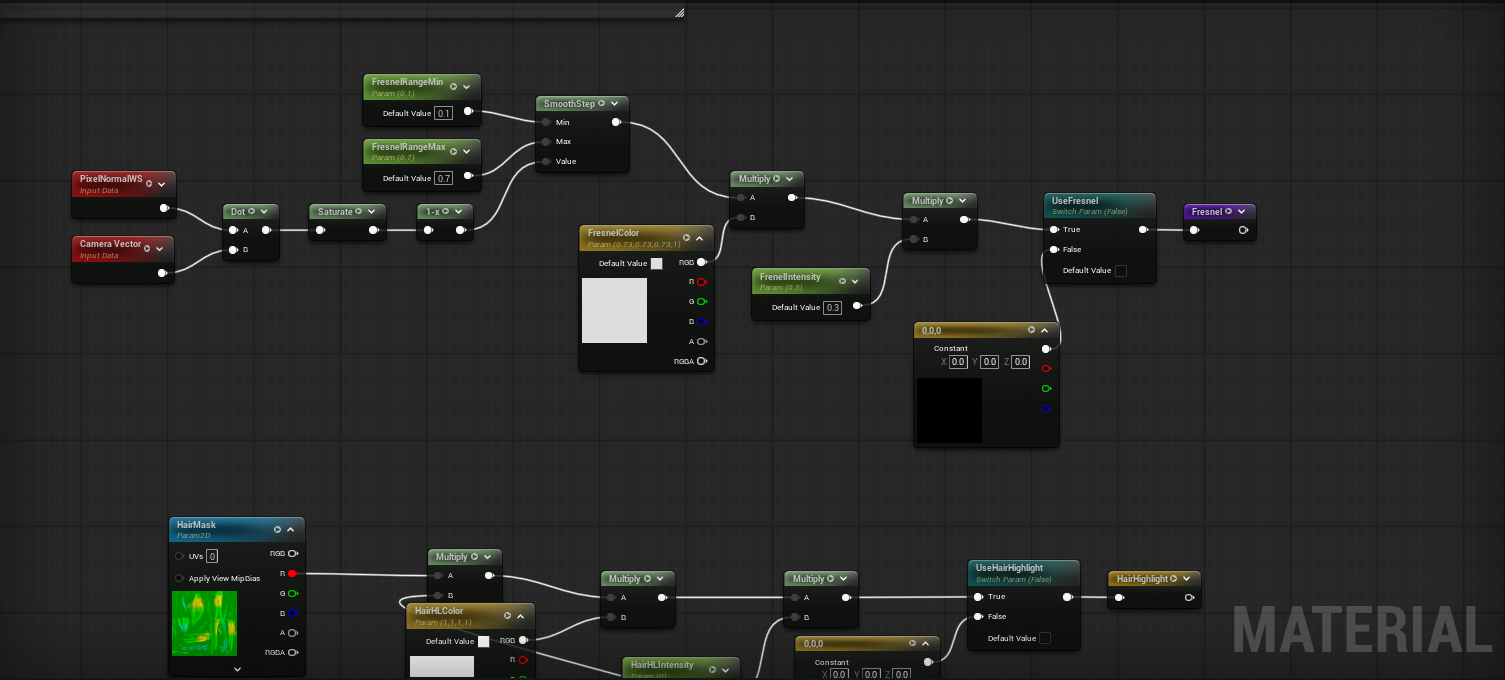 FresnelRangeMin
Param (0.1)
Default Value 0.1
FresnelRangeMax
Param (0.7)
Default Value 0.7
SmoothStep
Min
Max
Value
PixelNormalWS
Input Data
Camera Vector
Input Data
Dot
A
B
Saturate
1-x
Multiply
A
B
FresnelColor
Param (0.73,0.73,0.73,1)
Default Value
RGB
R
G
B
A
RGBA
Multiply
A
B
FrenelIntensity
Param (0.3)
Default Value 0.3
UseFresnel
Switch Param (False)
True
False
Default Value
Fresnel
0,0,0
Constant
X 0.0 Y 0.0 Z 0.0
HairMask
Param2D
UVs 0
Apply View MipBias
RGB
R
G
B
A
RGBA
Multiply
A
B
HairHLColor
Param (1,1,1,1)
Default Value
RGB
R
Multiply
A
B
HairHLIntensity
Param (0)
Multiply
A
B
0,0,0
Constant
X 0.0 Y 0.0 Z 0.0
UseHairHighlight
Switch Param (False)
True
False
Default Value
HairHighlight
MATERIAL